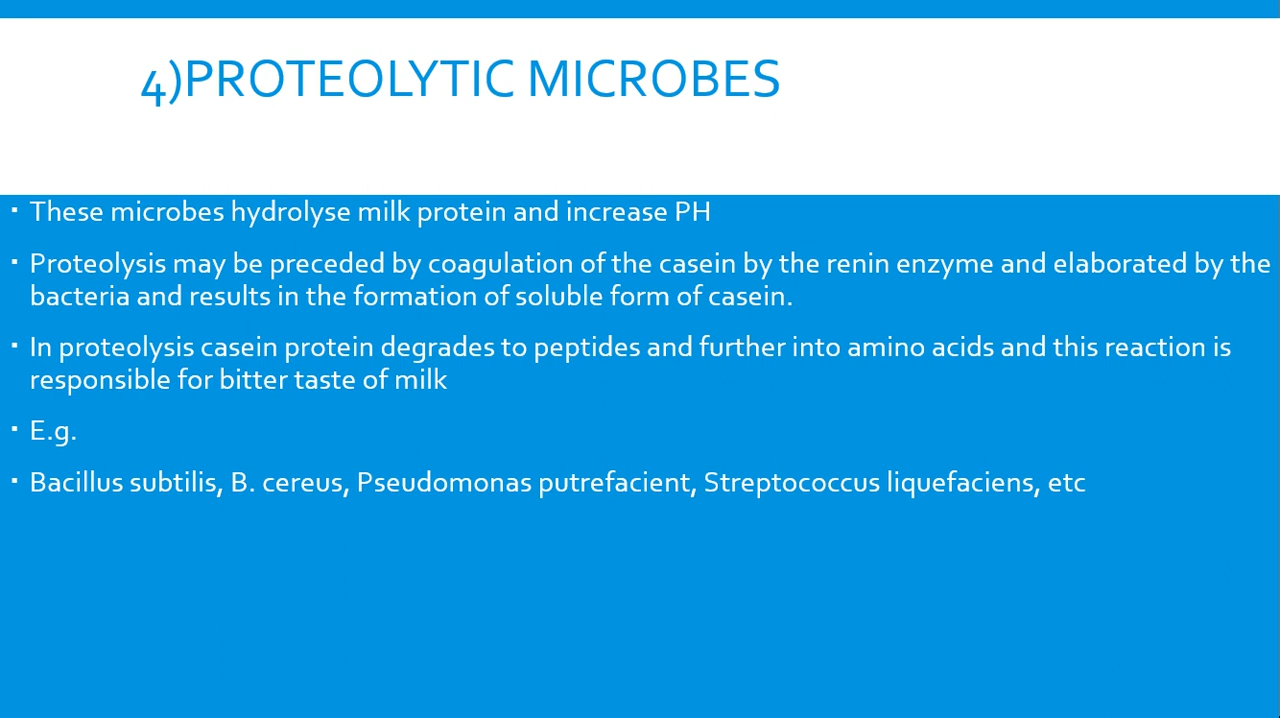 4)PROTEOLYTIC MICROBES
▪ These microbes hydrolyse milk protein and increase PH
▪ Proteolysis may be preceded by coagulation of the casein by the renin enzyme and elaborated by the
bacteria and results in the formation of soluble form of casein.
▪ In proteolysis casein protein degrades to peptides and further into amino acids and this reaction is
responsible for bitter taste of milk
▪ E.g.
▪ Bacillus subtilis, B. cereus, Pseudomonas putrefacient, Streptococcus liquefaciens, etc